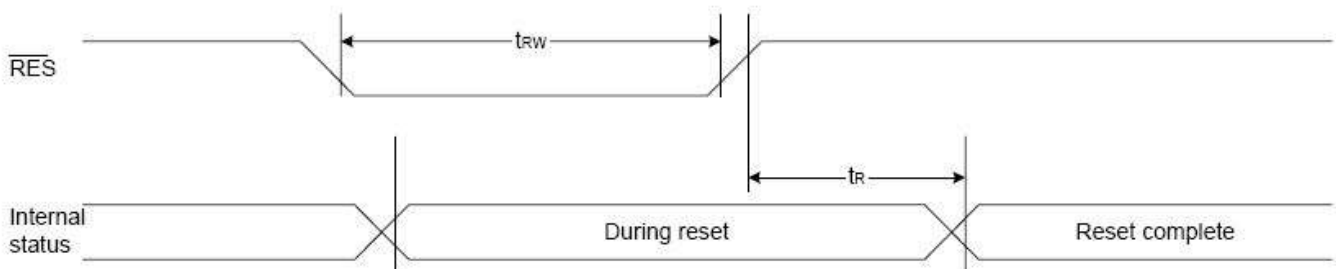 tRW
RES
tR
Internal
status
During reset
Reset complete